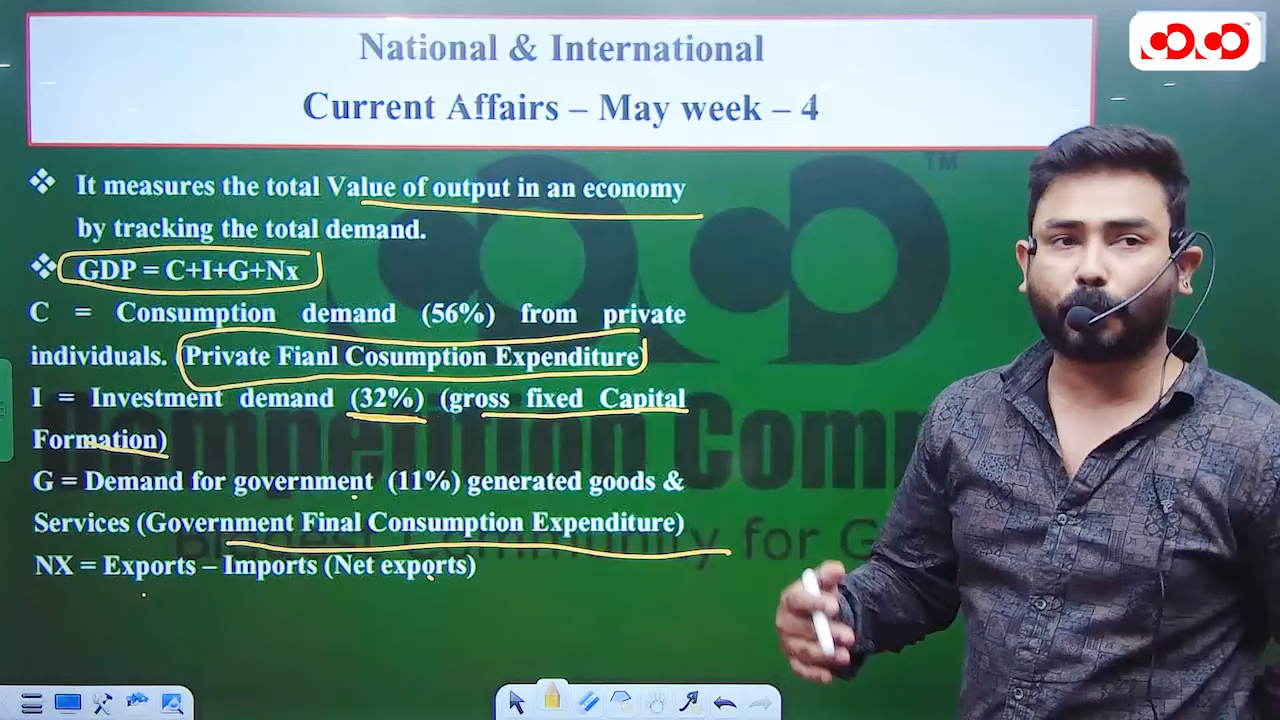 National & International
Current Affairs – May week – 4
TM
❖ It measures the total Value of output in an economy
by tracking the total demand.
❖ GDP = C+I+G+Nx
C = Consumption demand (56%) from private
individuals. (Private Fianl Cosumption Expenditure)
I = Investment demand (32%) (gross fixed Capital
Formation)
G = Demand for government (11%) generated goods &
Services (Government Final Consumption Expenditure)
NX = Exports – Imports (Net exports)